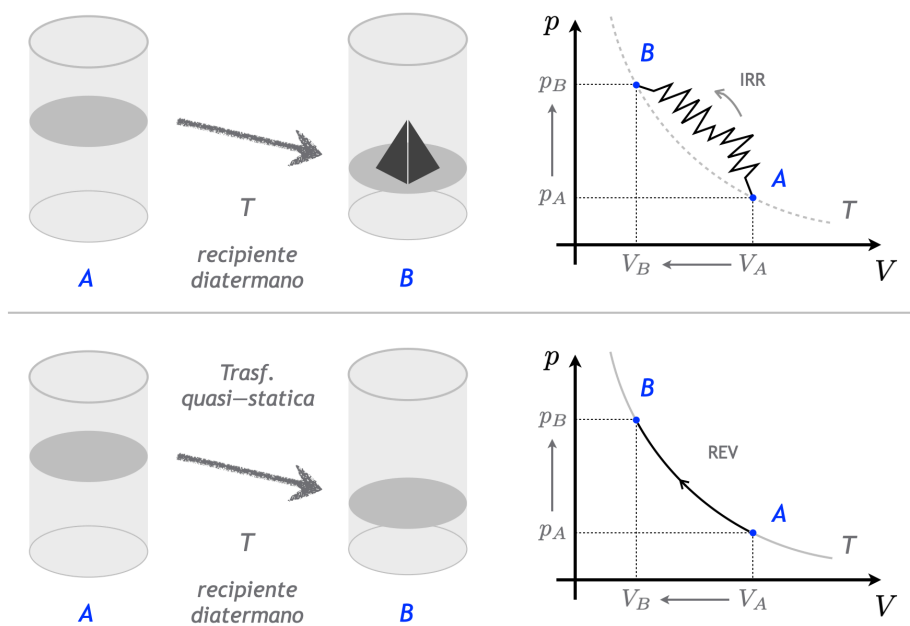 T
recipiente
diatermano
A
B
p
B
p_B
IRR
A
p_A
T
V_B
V_A
V
Trasf.
quasi–statica
T
recipiente
diatermano
A
B
p
B
p_B
REV
A
p_A
T
V_B
V_A
V